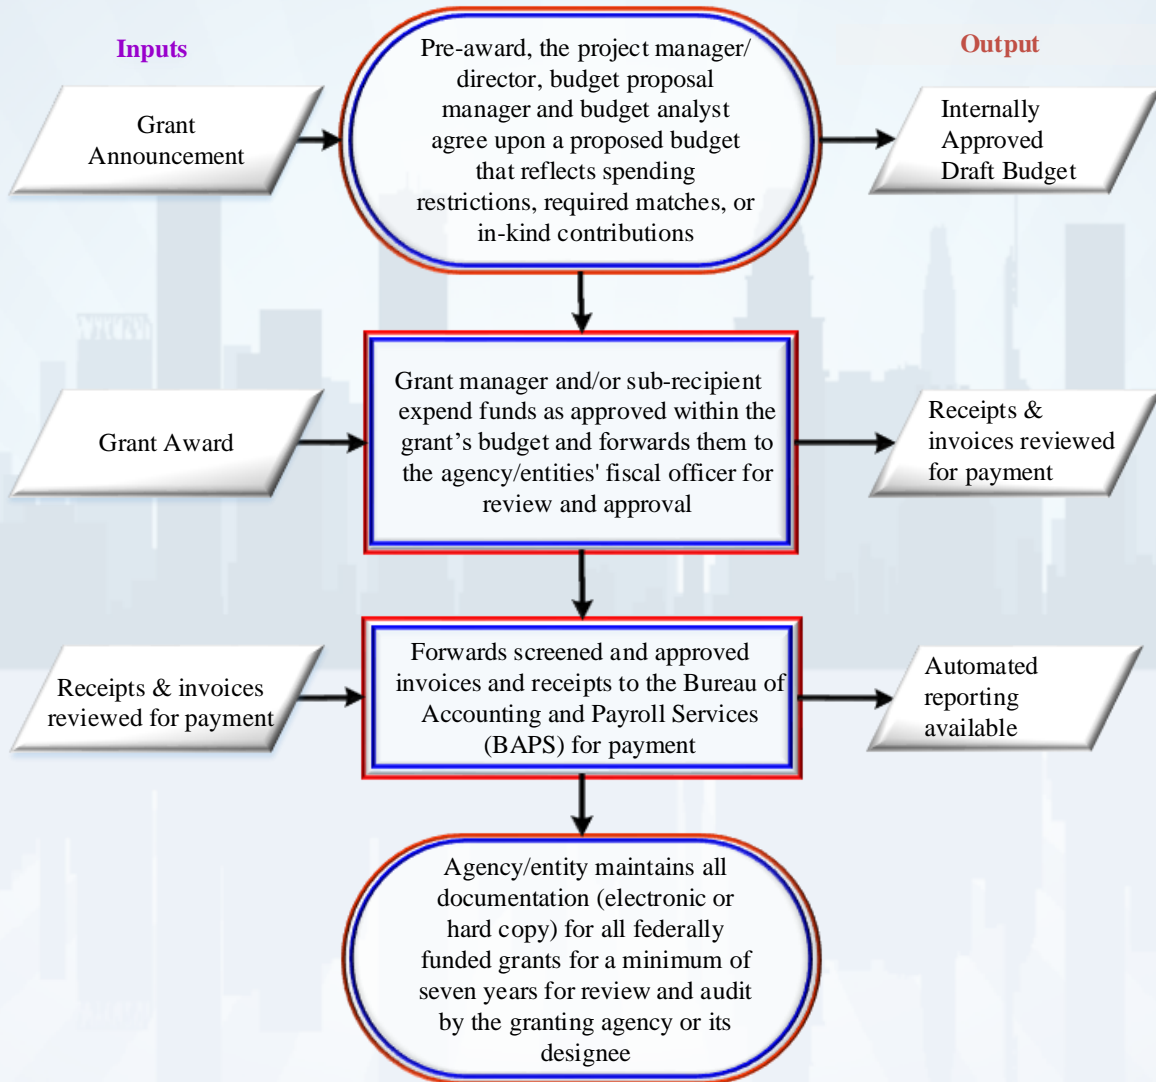 Inputs
Output
Grant
Announcement
Pre-award, the project manager/
director, budget proposal
manager and budget analyst
agree upon a proposed budget
that reflects spending
restrictions, required matches, or
in-kind contributions
Internally
Approved
Draft Budget
Grant Award
Grant manager and/or sub-recipient
expend funds as approved within the
grant’s budget and forwards them to
the agency/entities' fiscal officer for
review and approval
Receipts &
invoices reviewed
for payment
Receipts & invoices
reviewed for payment
Forwards screened and approved
invoices and receipts to the Bureau of
Accounting and Payroll Services
(BAPS) for payment
Automated
reporting
available
Agency/entity maintains all
documentation (electronic or
hard copy) for all federally
funded grants for a minimum of
seven years for review and audit
by the granting agency or its
designee